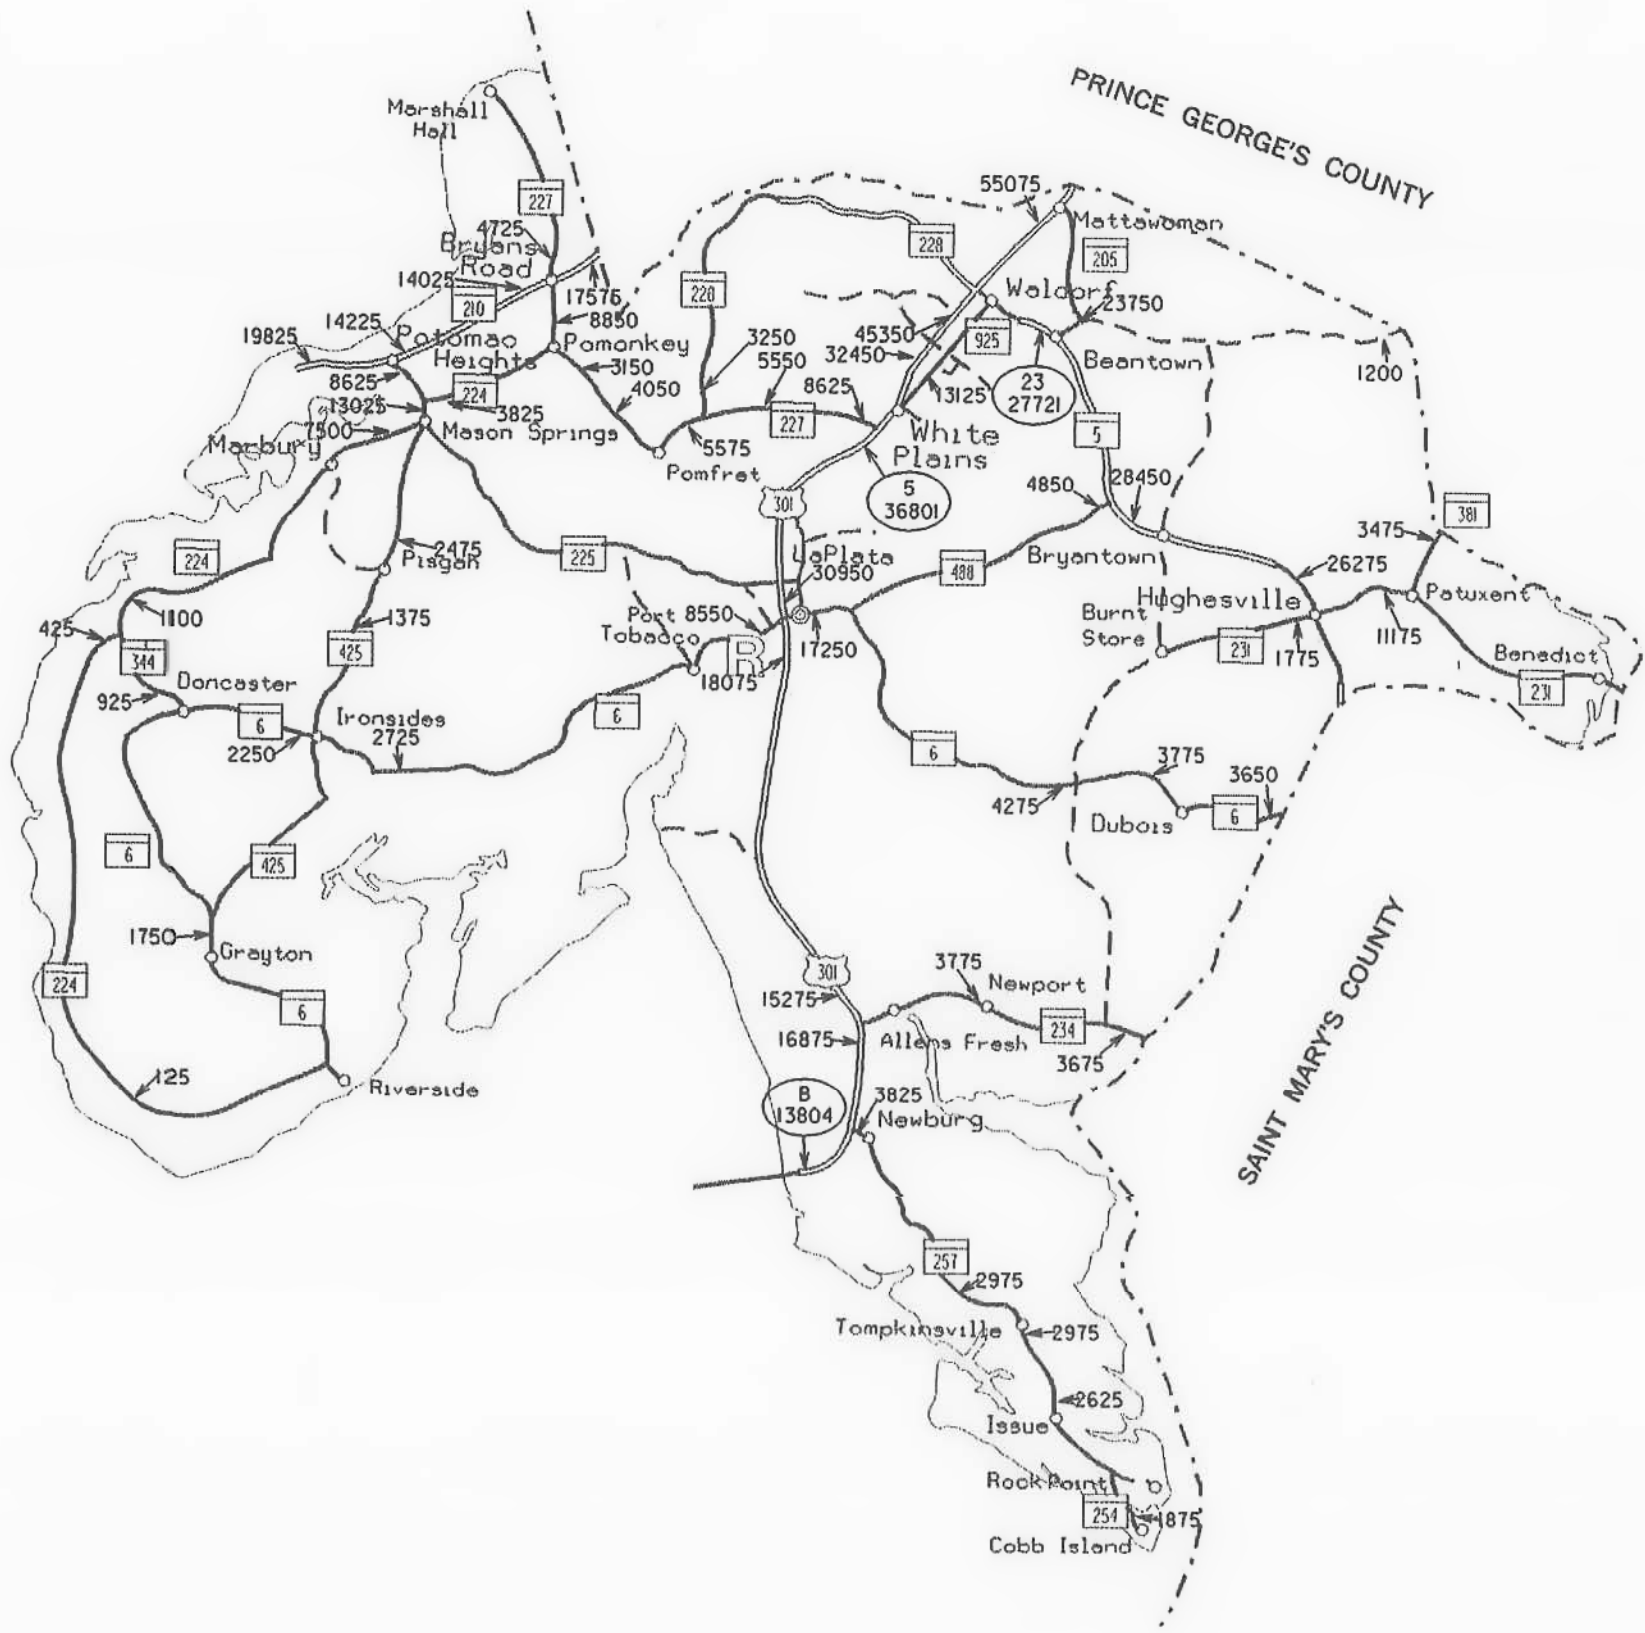 PRINCE GEORGE'S COUNTY
Marshall
Hall
227
4725
Bryans
Road
14025
210
17575
8850
19825
14225
Potomac
Heights
Pomonkey
3150
4050
8625
224
13025
3825
7500
Marbury
Mason Springs
Pomfret
228
228
3250
5550
8625
5575
227
55075
Mattawoman
205
Waldorf
23750
45350
32450
925
13125
23
27721
Beantown
1200
5
White
Plains
5
36801
301
4850
28450
Bryantown
381
3475
26275
Patuxent
Hughesville
Burnt
Store
231
1775
11175
Benedict
231
2475
Pisgah
225
LaPlata
30950
488
224
1100
425
344
1375
425
Port
Tobacco
8550
R
17250
18075
925
Doncaster
6
2250
Ironsides
2725
6
6
4275
3775
3650
Dubois
6
6
425
1750
Grayton
224
6
125
Riverside
301
15275
16875
3775
Newport
Allens Fresh
234
3675
SAINT MARY'S COUNTY
B
13804
3825
Newburg
257
2975
Tompkinsville
2975
2625
Issue
Rock Point
254
1875
Cobb Island